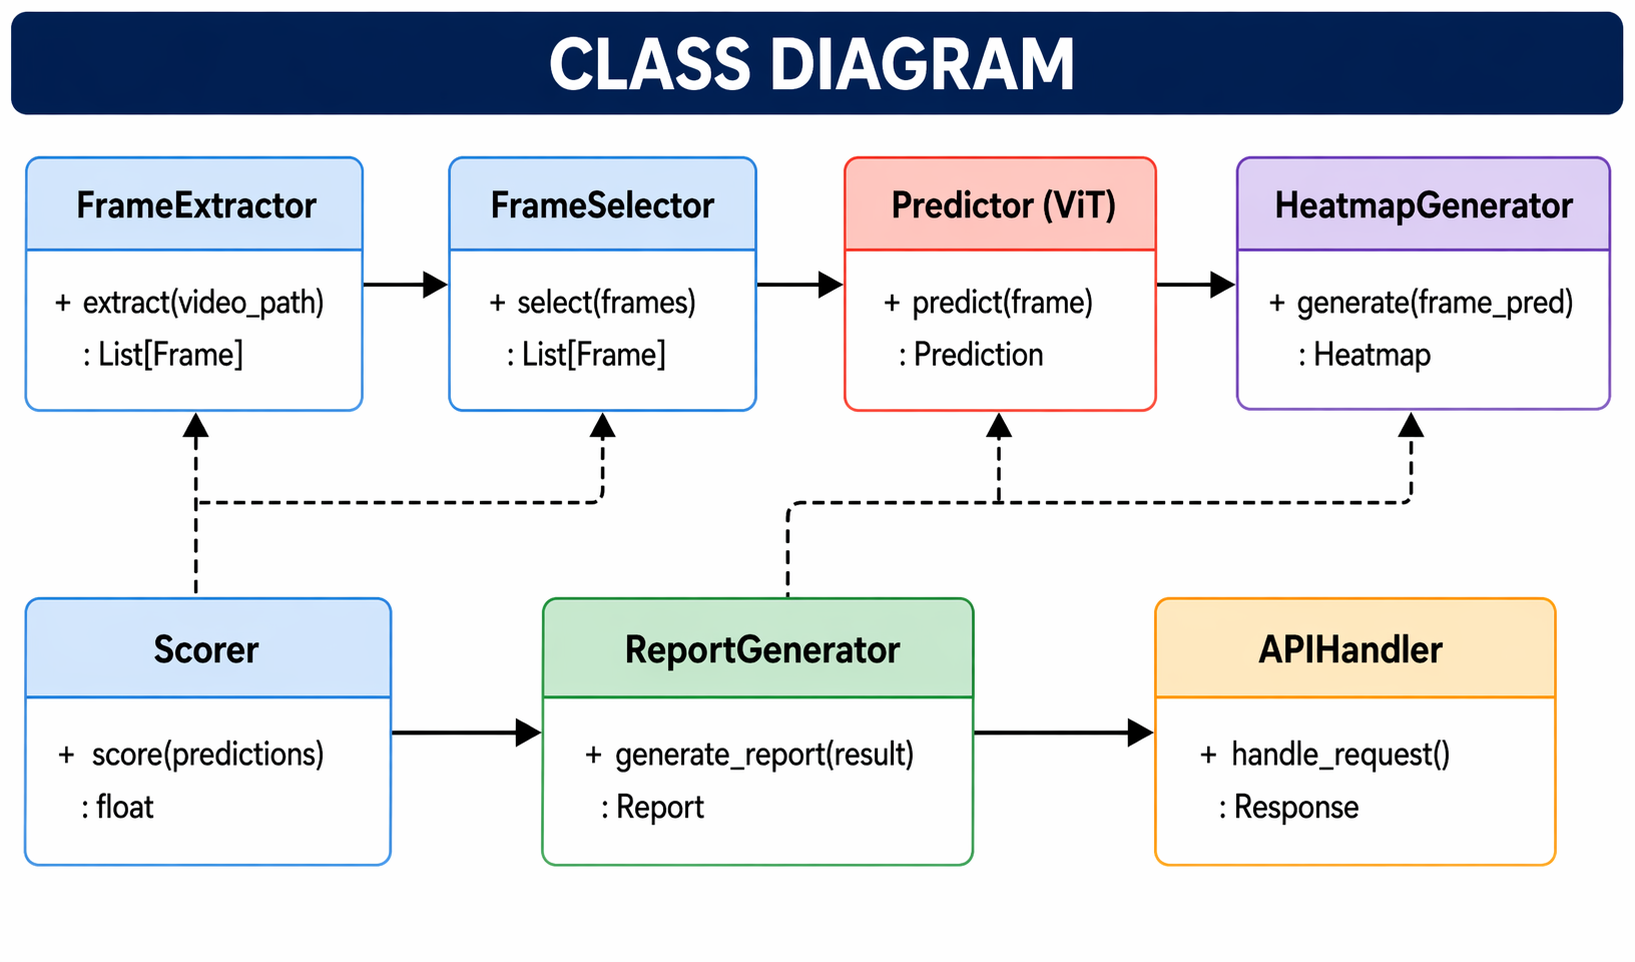 CLASS DIAGRAM
FrameExtractor
+ extract(video_path)
: List[Frame]
FrameSelector
+ select(frames)
: List[Frame]
Predictor (ViT)
+ predict(frame)
: Prediction
HeatmapGenerator
+ generate(frame_pred)
: Heatmap
Scorer
+ score(predictions)
: float
ReportGenerator
+ generate_report(result)
: Report
APIHandler
+ handle_request()
: Response